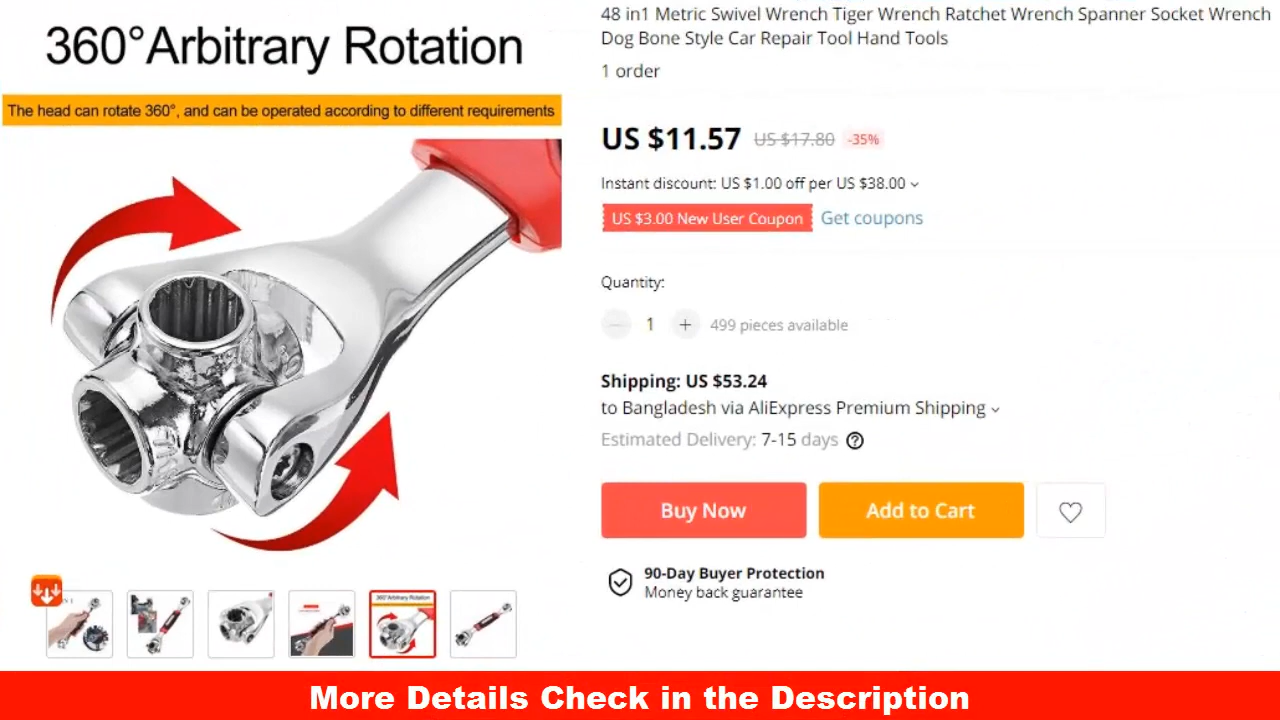 360°Arbitrary Rotation
The head can rotate 360°, and can be operated according to different requirements
48 in1 Metric Swivel Wrench Tiger Wrench Ratchet Wrench Spanner Socket Wrench
Dog Bone Style Car Repair Tool Hand Tools
1 order
US $11.57 US $17.80 -35%
Instant discount: US $1.00 off per US $38.00
US $3.00 New User Coupon Get coupons
Quantity:
1 + 499 pieces available
Shipping: US $53.24
to Bangladesh via AliExpress Premium Shipping
Estimated Delivery: 7-15 days ?
Buy Now Add to Cart
90-Day Buyer Protection
Money back guarantee
360°Arbitrary Rotation
More Details Check in the Description